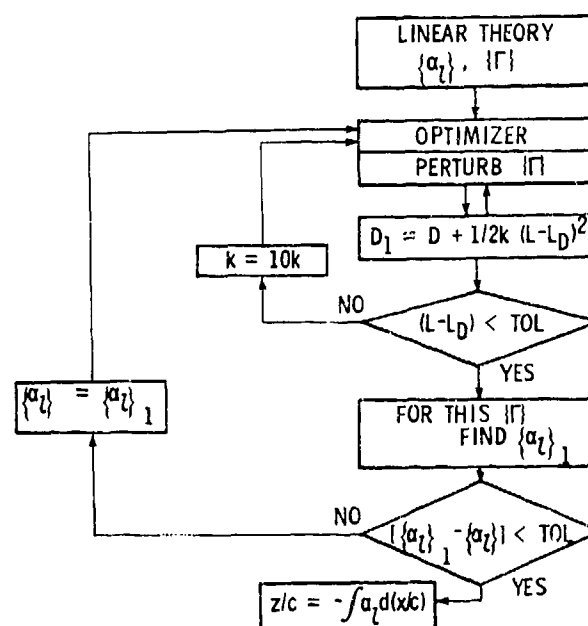 LINEAR THEORY
{α_l}, {Γ}
OPTIMIZER
PERTURB {Γ}
D_1 = D + 1/2k (L-L_D)^2
k = 10k
NO
(L-L_D) < TOL
YES
{α_l} = {α_l}_1
FOR THIS {Γ}
FIND {α_l}_1
NO
[{α_l}_1 -{α_l}] < TOL
YES
z/c = -∫α_l d(x/c)